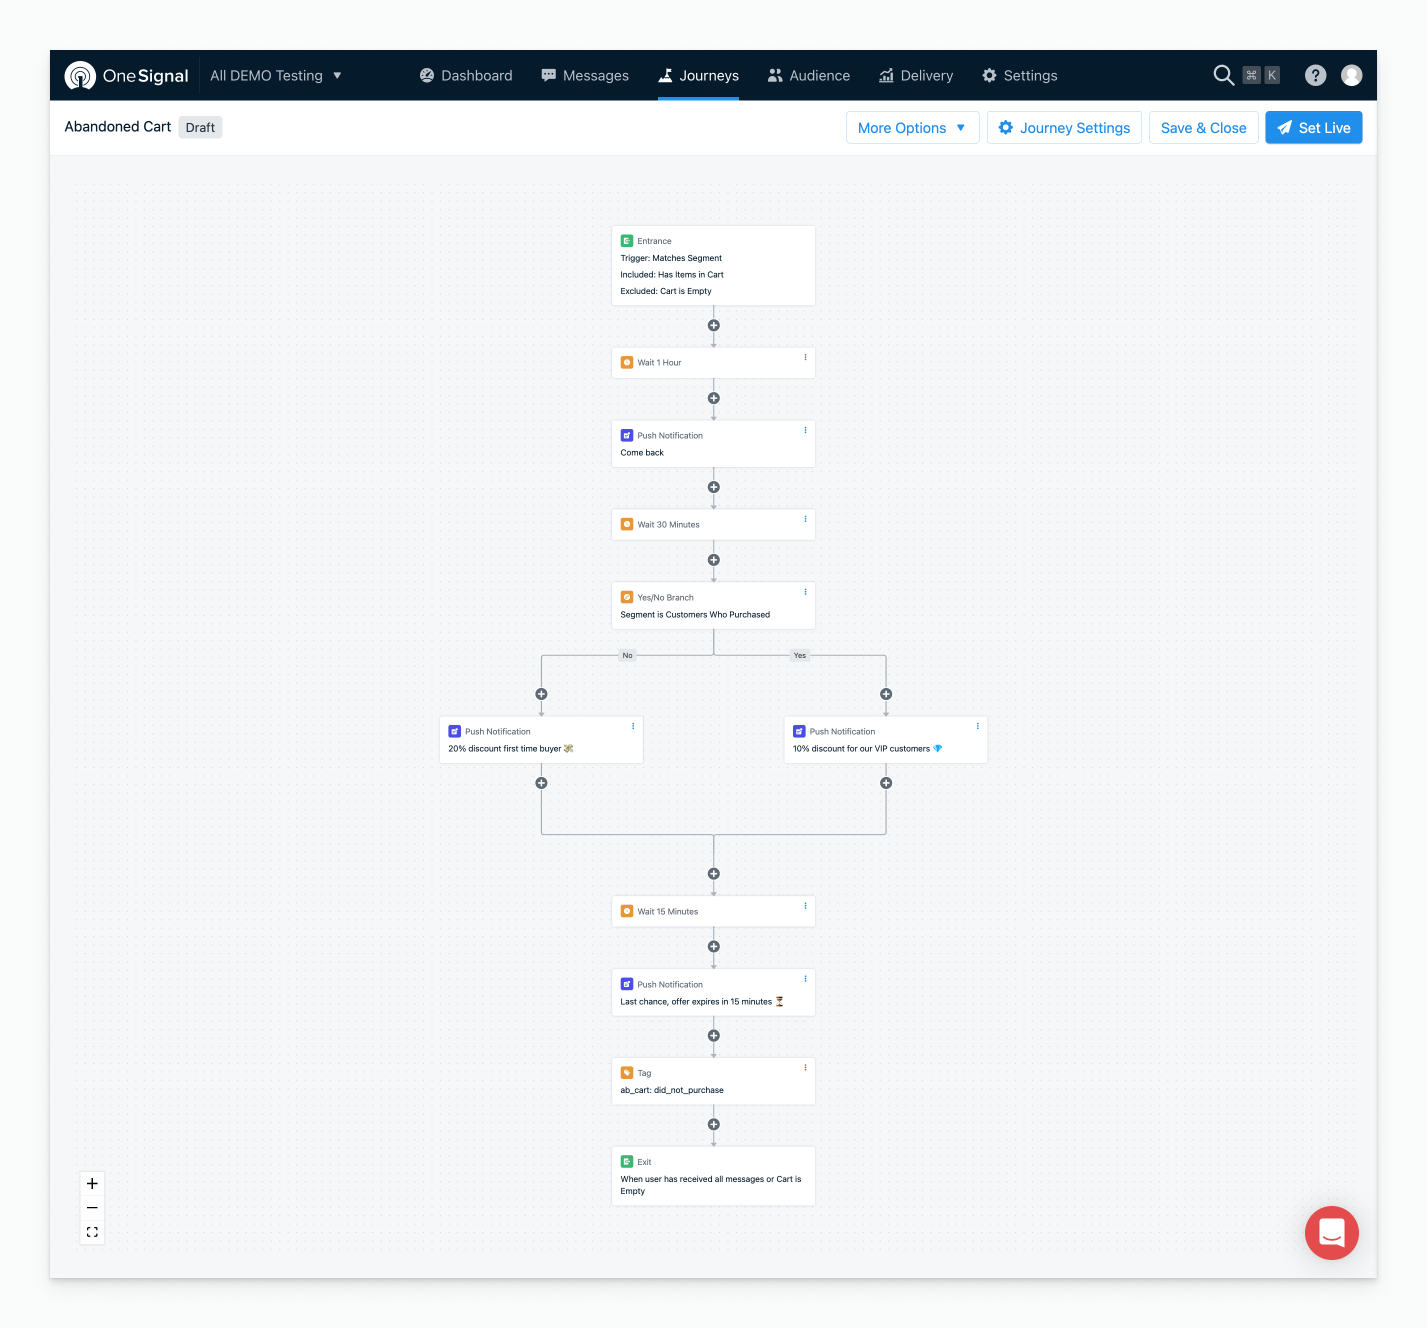 OneSignal
All DEMO Testing
Dashboard
Messages
Journeys
Audience
Delivery
Settings
⌘ K
?
Abandoned Cart
Draft
More Options
Journey Settings
Save & Close
Set Live
Entrance
Trigger: Matches Segment
Included: Has Items in Cart
Excluded: Cart is Empty
Wait 1 Hour
Push Notification
Come back
Wait 30 Minutes
Yes/No Branch
Segment is Customers Who Purchased
No
Yes
Push Notification
20% discount first time buyer 💸
Push Notification
10% discount for our VIP customers 💎
Wait 15 Minutes
Push Notification
Last chance, offer expires in 15 minutes ⏳
Tag
ab_cart: did_not_purchase
Exit
When user has received all messages or Cart is
Empty